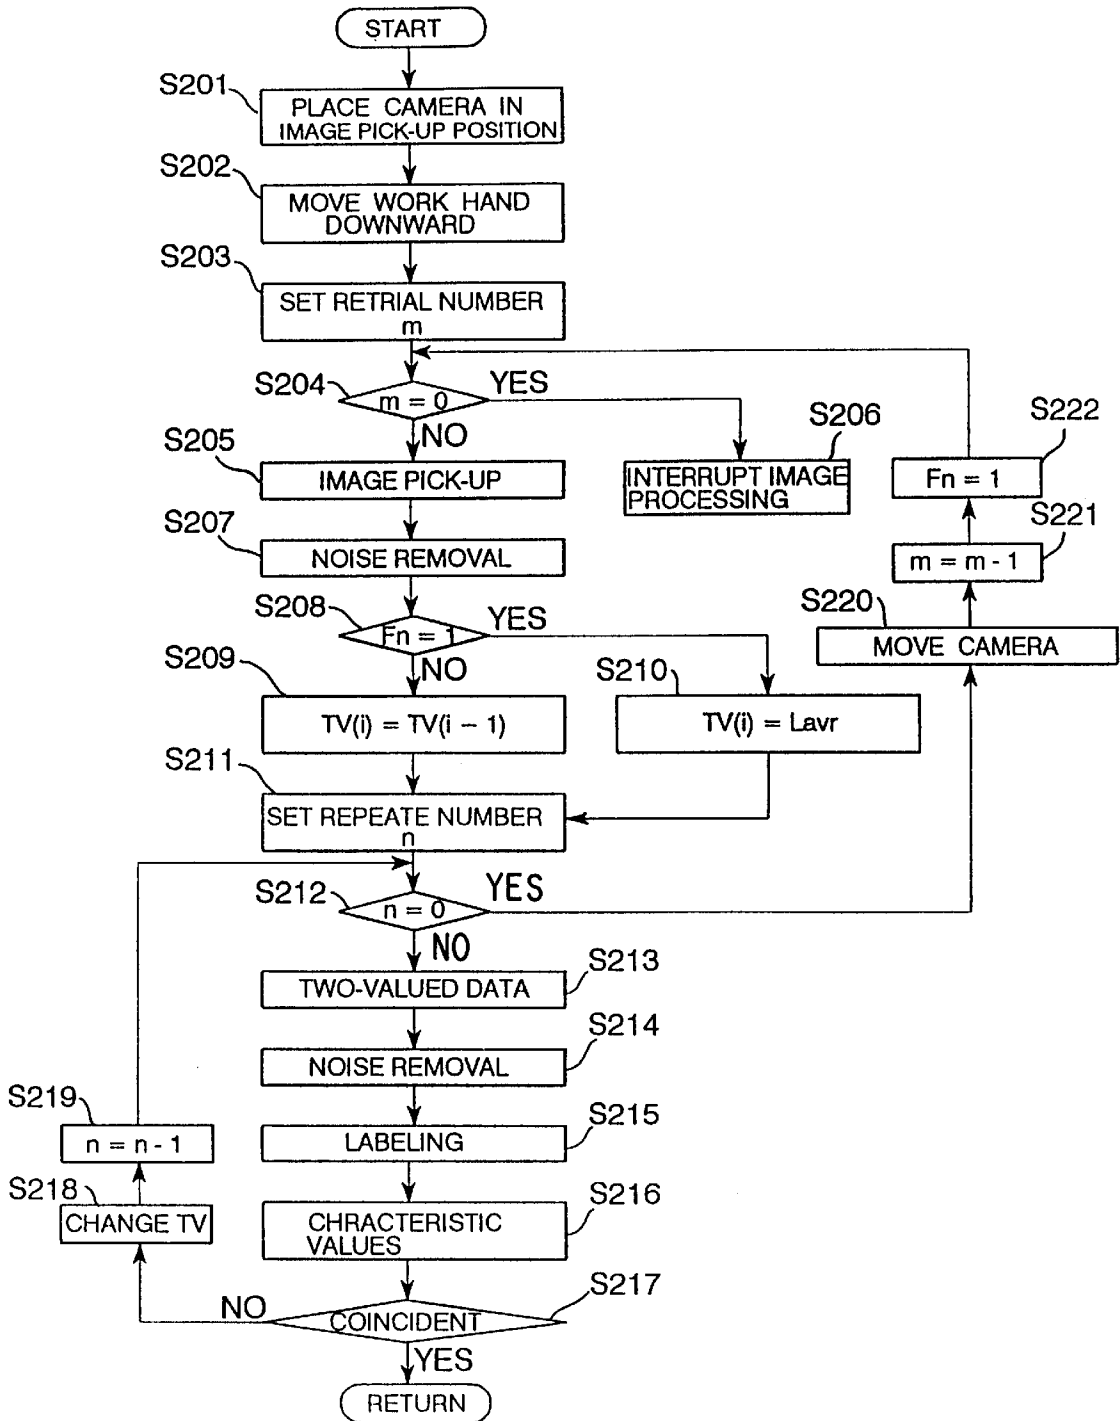 START
S201
PLACE CAMERA IN
IMAGE PICK-UP POSITION
S202
MOVE WORK HAND
DOWNWARD
S203
SET RETRIAL NUMBER
m
S204
m = 0
YES
NO
S205
IMAGE PICK-UP
S206
INTERRUPT IMAGE
PROCESSING
S222
Fn = 1
S221
m = m - 1
S220
MOVE CAMERA
S207
NOISE REMOVAL
S208
Fn = 1
YES
NO
S209
TV(i) = TV(i - 1)
S210
TV(i) = Lavr
S211
SET REPEATE NUMBER
n
S212
n = 0
YES
NO
S213
TWO-VALUED DATA
S214
NOISE REMOVAL
S215
LABELING
S216
CHRACTERISTIC
VALUES
S217
COINCIDENT
NO
YES
S219
n = n - 1
S218
CHANGE TV
RETURN